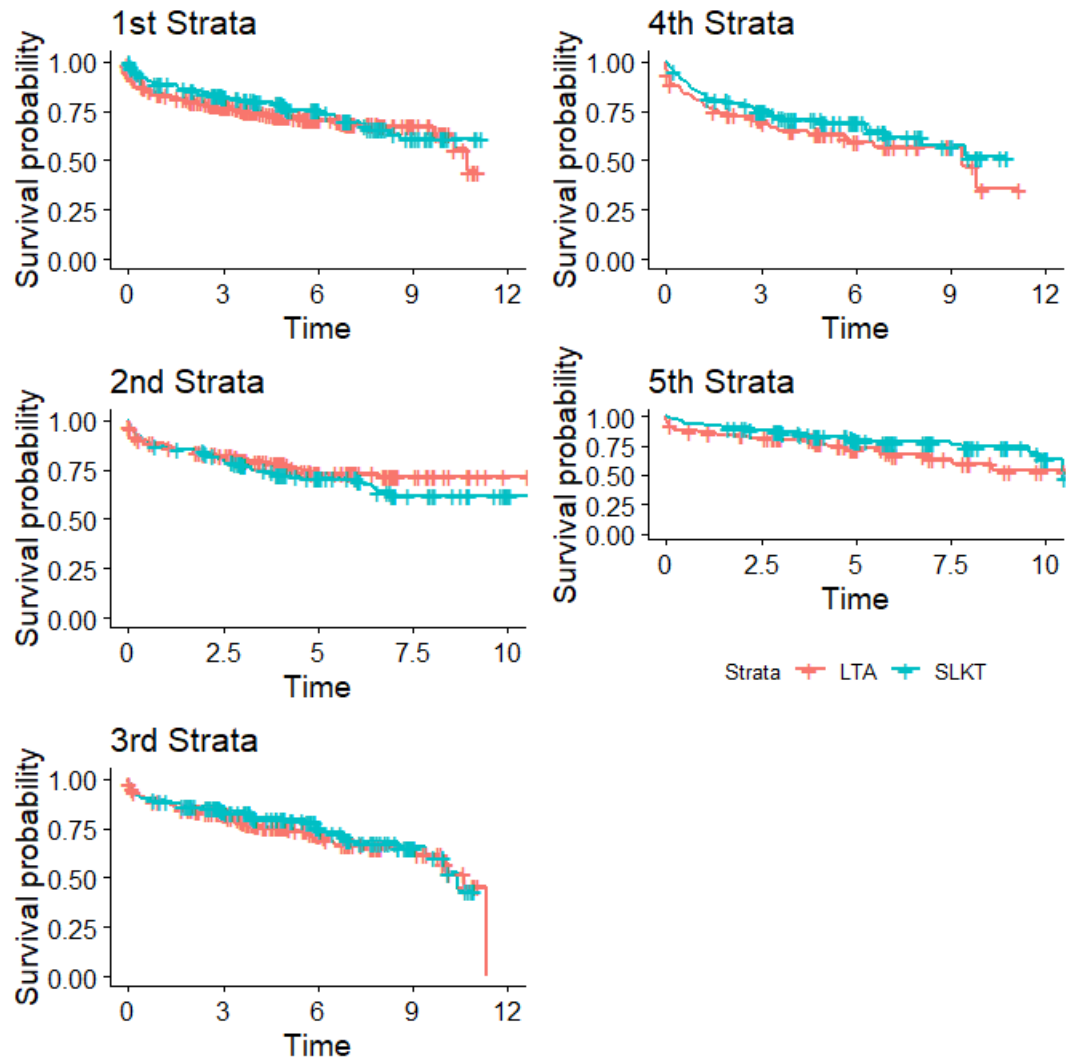 1st Strata
Survival probability
1.00
0.75
0.50
0.25
0.00
0 3 6 9 12
Time
4th Strata
Survival probability
1.00
0.75
0.50
0.25
0.00
0 3 6 9 12
Time
2nd Strata
Survival probability
1.00
0.75
0.50
0.25
0.00
0 2.5 5 7.5 10
Time
5th Strata
Survival probability
1.00
0.75
0.50
0.25
0.00
0 2.5 5 7.5 10
Time
Strata LTA SLKT
3rd Strata
Survival probability
1.00
0.75
0.50
0.25
0.00
0 3 6 9 12
Time